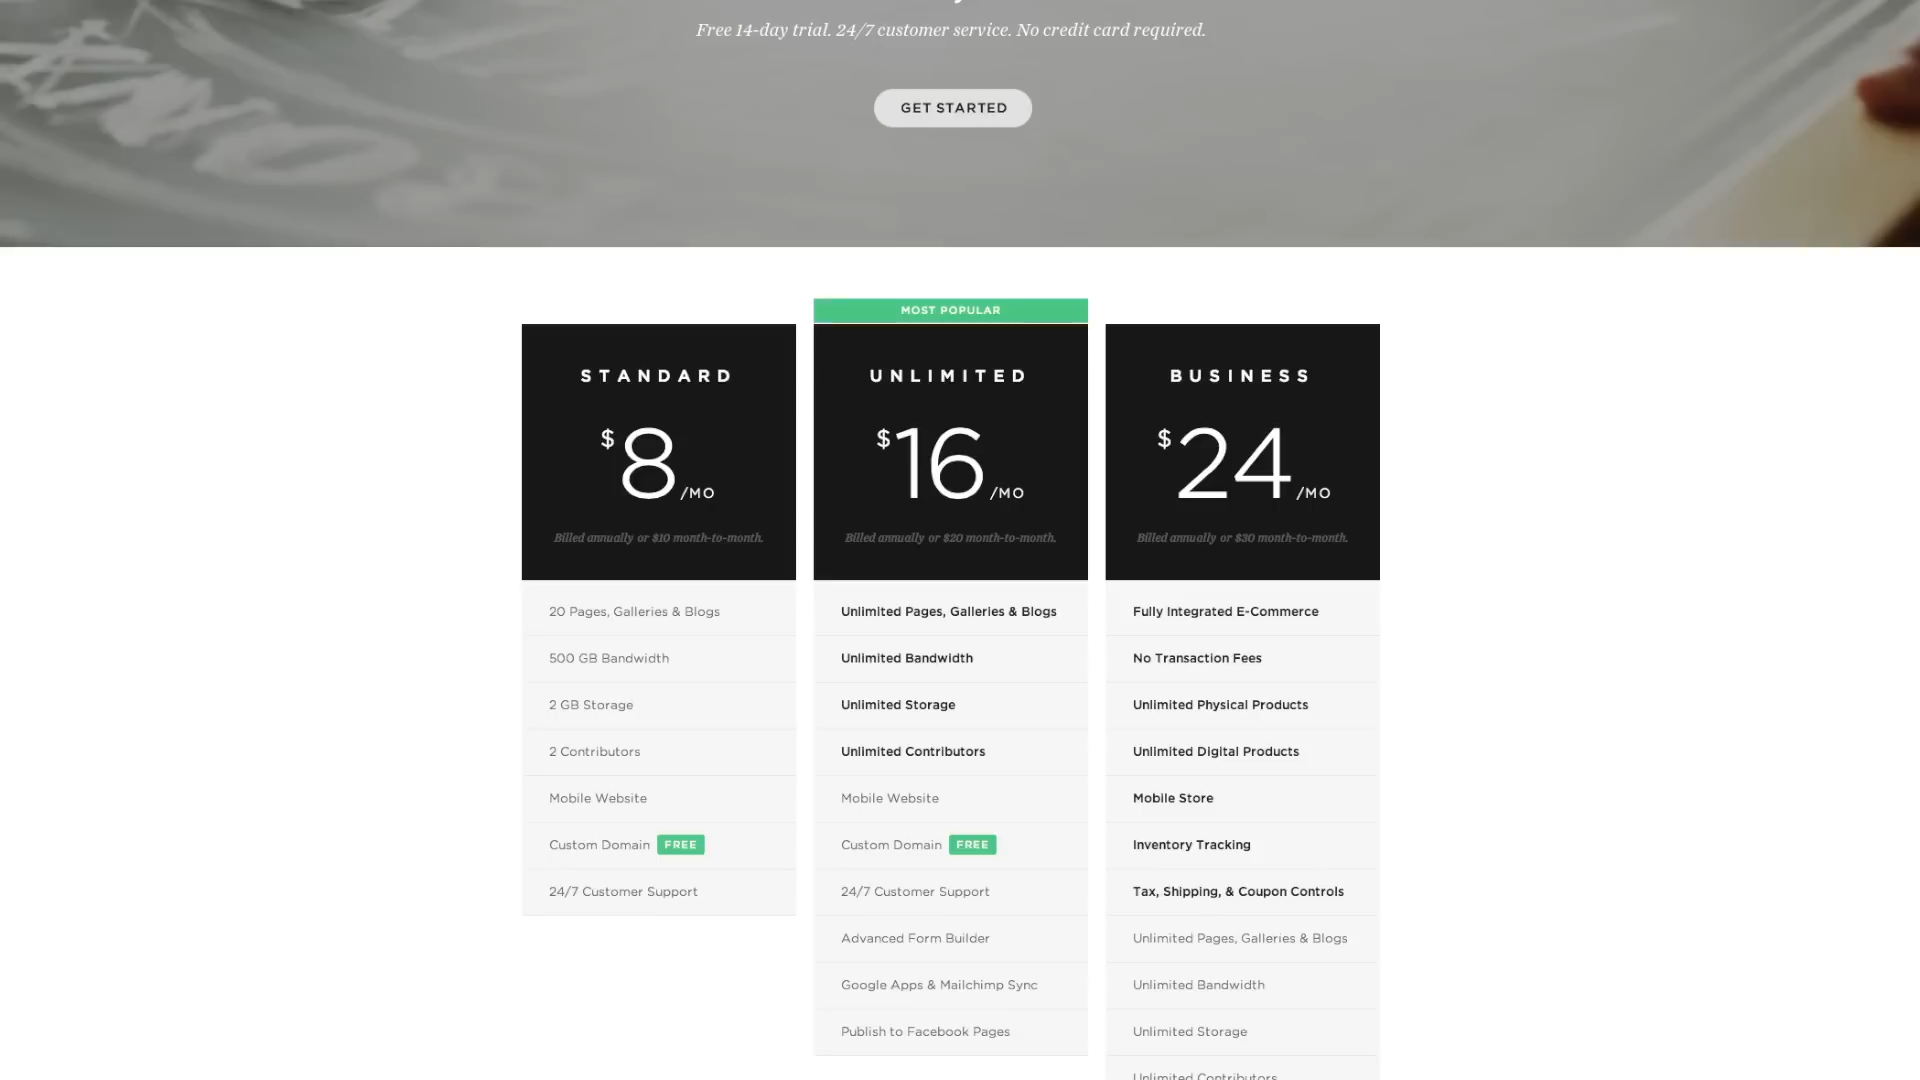 Free 14-day trial. 24/7 customer service. No credit card required.
GET STARTED
MOST POPULAR
STANDARD
$8/MO
Billed annually or $10 month-to-month.
20 Pages, Galleries & Blogs
500 GB Bandwidth
2 GB Storage
2 Contributors
Mobile Website
Custom Domain FREE
24/7 Customer Support
UNLIMITED
$16/MO
Billed annually or $20 month-to-month.
Unlimited Pages, Galleries & Blogs
Unlimited Bandwidth
Unlimited Storage
Unlimited Contributors
Mobile Website
Custom Domain FREE
24/7 Customer Support
Advanced Form Builder
Google Apps & Mailchimp Sync
Publish to Facebook Pages
BUSINESS
$24/MO
Billed annually or $30 month-to-month.
Fully Integrated E-Commerce
No Transaction Fees
Unlimited Physical Products
Unlimited Digital Products
Mobile Store
Inventory Tracking
Tax, Shipping, & Coupon Controls
Unlimited Pages, Galleries & Blogs
Unlimited Bandwidth
Unlimited Storage
Unlimited Contributors